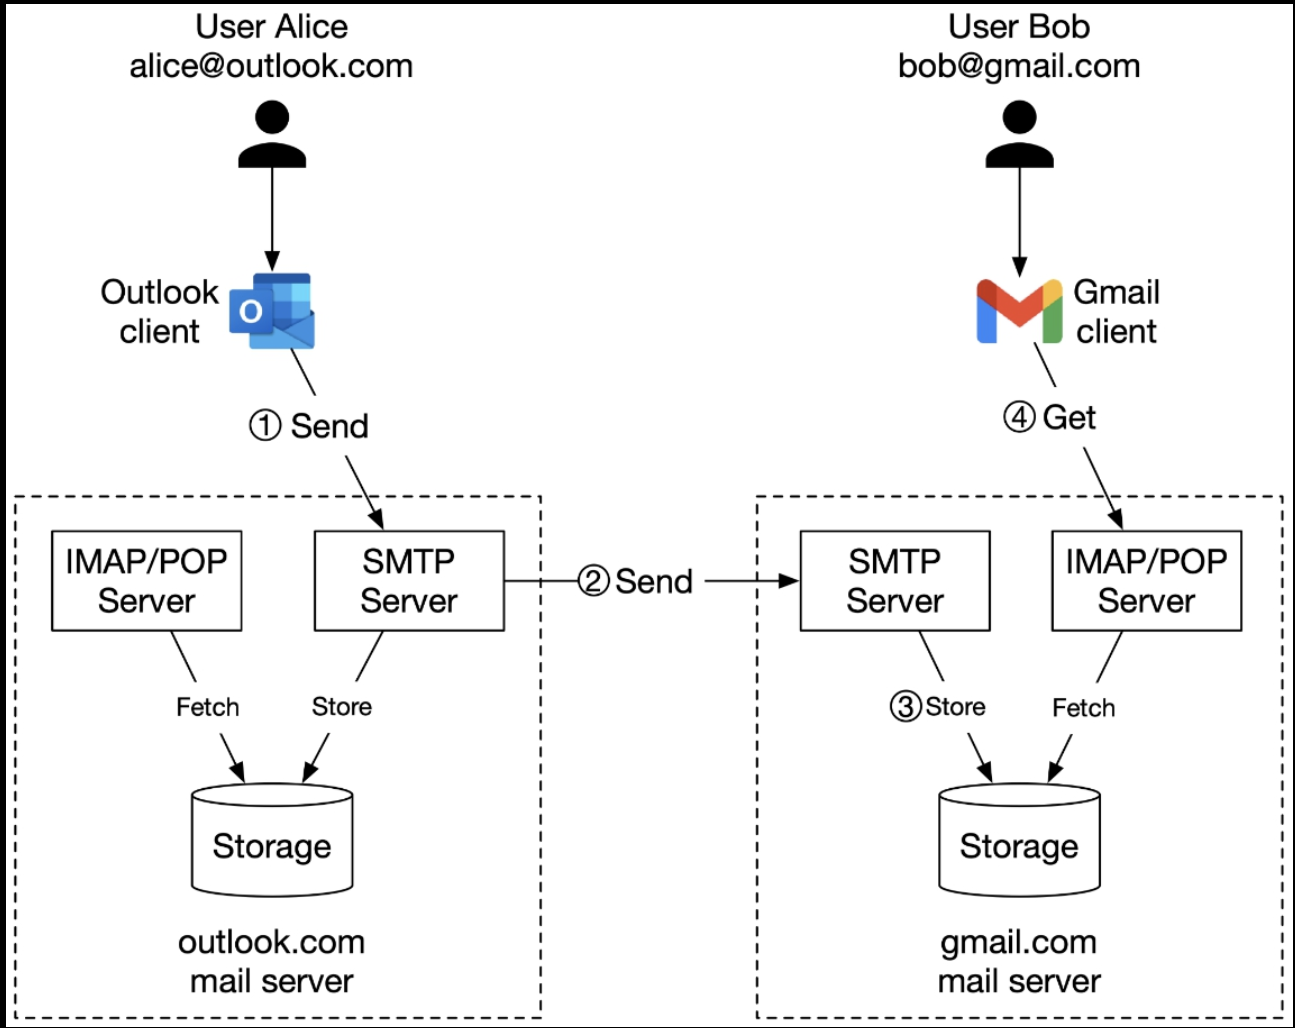 User Alice
alice@outlook.com
User Bob
bob@gmail.com
Outlook
client
O
Gmail
client
① Send
④ Get
IMAP/POP
Server
SMTP
Server
② Send
SMTP
Server
IMAP/POP
Server
Fetch
Store
③ Store
Fetch
Storage
Storage
outlook.com
mail server
gmail.com
mail server